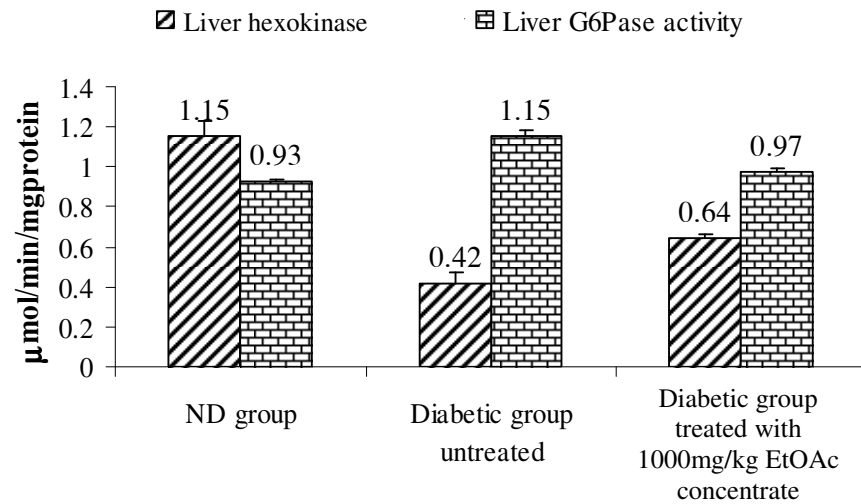 Liver hexokinase
Liver G6Pase activity
μmol/min/mgprotein
1.4
1.2
1
0.8
0.6
0.4
0.2
0
1.15
0.93
0.42
1.15
0.64
0.97
ND group
Diabetic group
untreated
Diabetic group
treated with
1000mg/kg EtOAc
concentrate